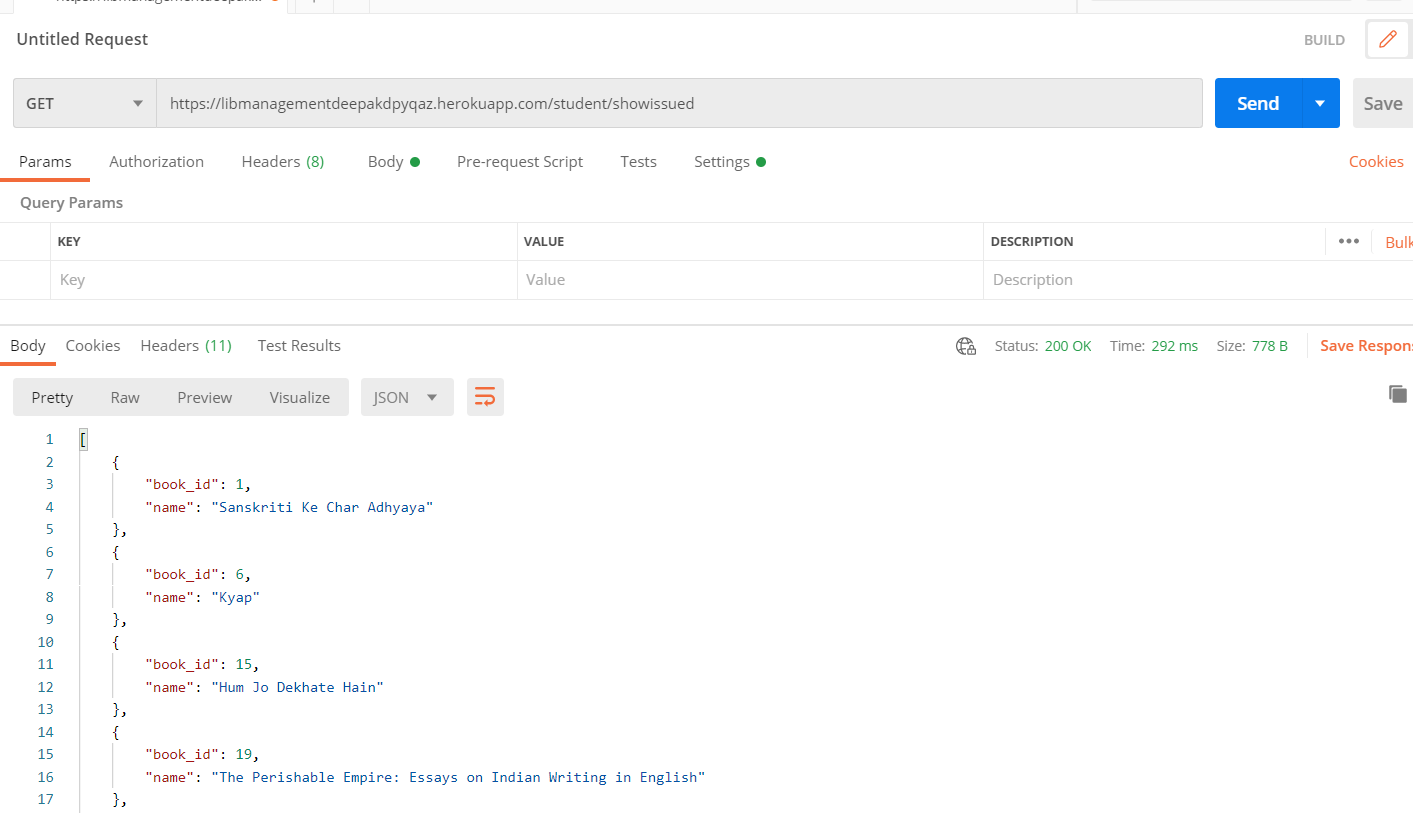 Untitled Request
BUILD
GET
https://libmanagementdeepakdpyqaz.herokuapp.com/student/showissued
Send
Save
Params Authorization Headers (8) Body Pre-request Script Tests Settings Cookies
Query Params
KEY VALUE DESCRIPTION ••• Bulk
Key Value Description
Body Cookies Headers (11) Test Results Status: 200 OK Time: 292 ms Size: 778 B Save Respons
Pretty Raw Preview Visualize JSON
1 [
2 {
3 "book_id": 1,
4 "name": "Sanskriti Ke Char Adhyaya"
5 },
6 {
7 "book_id": 6,
8 "name": "Kyap"
9 },
10 {
11 "book_id": 15,
12 "name": "Hum Jo Dekhate Hain"
13 },
14 {
15 "book_id": 19,
16 "name": "The Perishable Empire: Essays on Indian Writing in English"
17 },